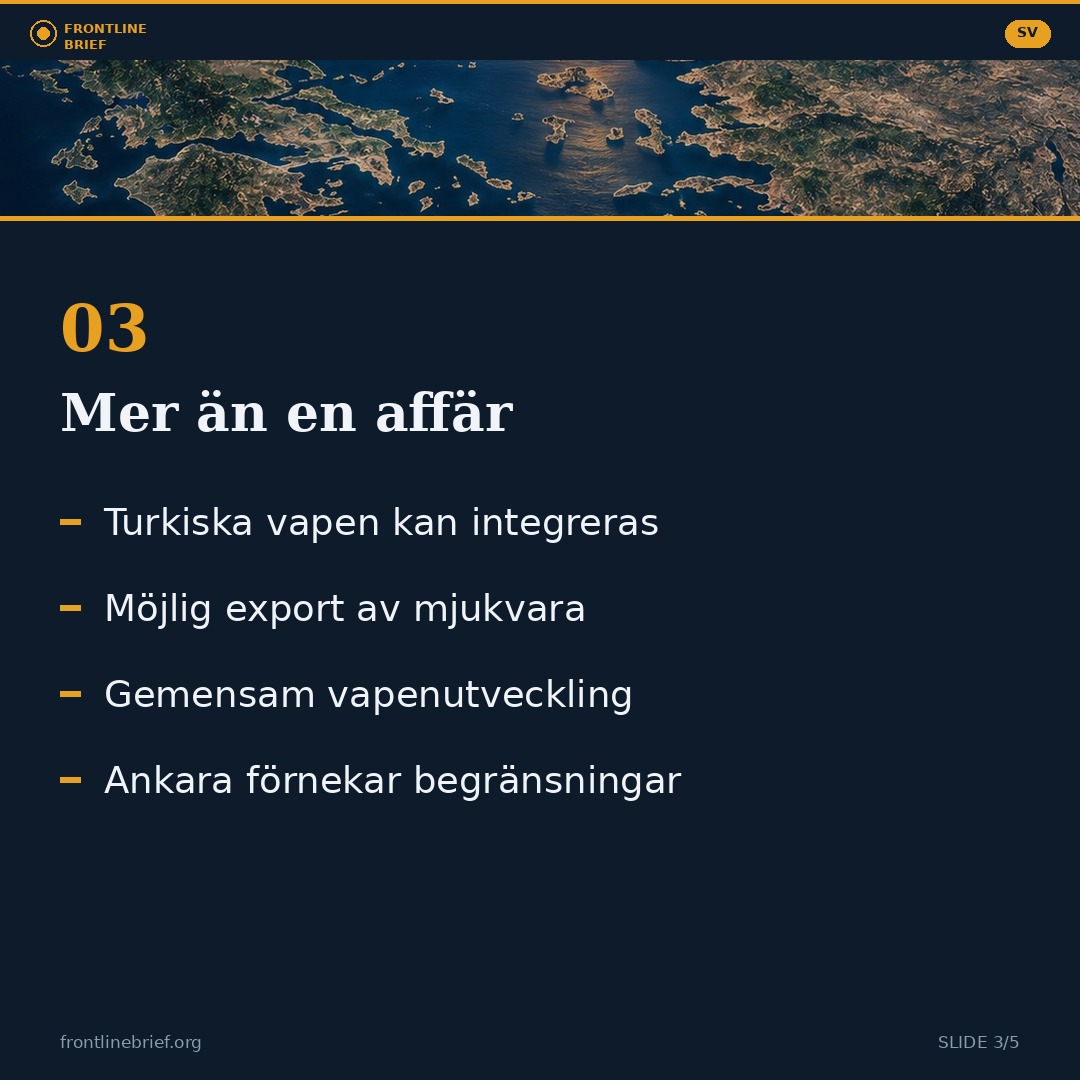 FRONTLINE
BRIEF
SV
03
Mer än en affär
Turkiska vapen kan integreras
Möjlig export av mjukvara
Gemensam vapenutveckling
Ankara förnekar begränsningar
frontlinebrief.org
SLIDE 3/5